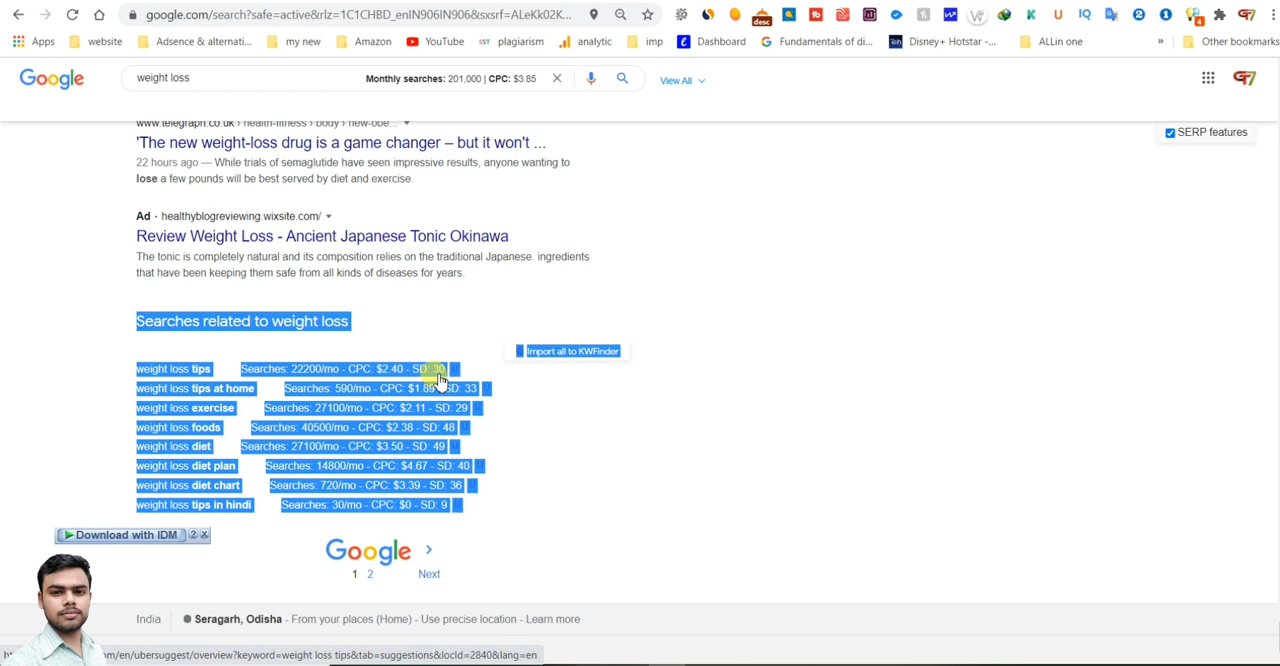 google.com/search?safe=active&rlz=1C1CHBD_enIN906IN906&sxsrf=ALeKk02K...
Apps website Adsence & alternati... my new Amazon YouTube plagiarism analytic imp Dashboard Fundamentals of di... Disney+ Hotstar -... ALLin one » Other bookmarks
Google weight loss Monthly searches: 201,000 | CPC: $3.85 View All
SERP features
www.telegraph.co.uk › health-fitness › body › new-obe...
'The new weight-loss drug is a game changer – but it won't ...
22 hours ago — While trials of semaglutide have seen impressive results, anyone wanting to
lose a few pounds will be best served by diet and exercise.
Ad · healthyblogreviewing.wixsite.com/
Review Weight Loss - Ancient Japanese Tonic Okinawa
The tonic is completely natural and its composition relies on the traditional Japanese. ingredients
that have been keeping them safe from all kinds of diseases for years.
Searches related to weight loss
Import all to KWFinder
weight loss tips Searches: 22200/mo - CPC: $2.40 - SD: 30
weight loss tips at home Searches: 590/mo - CPC: $1.89 - SD: 33
weight loss exercise Searches: 27100/mo - CPC: $2.11 - SD: 29
weight loss foods Searches: 40500/mo - CPC: $2.38 - SD: 48
weight loss diet Searches: 27100/mo - CPC: $3.50 - SD: 49
weight loss diet plan Searches: 14800/mo - CPC: $4.67 - SD: 40
weight loss diet chart Searches: 720/mo - CPC: $3.39 - SD: 36
weight loss tips in hindi Searches: 30/mo - CPC: $0 - SD: 9
Download with IDM ? X
Google >
1 2 Next
India Seragarh, Odisha - From your places (Home) - Use precise location - Learn more
om/en/ubersuggest/overview?keyword=weight loss tips&tab=suggestions&locId=2840&lang=en